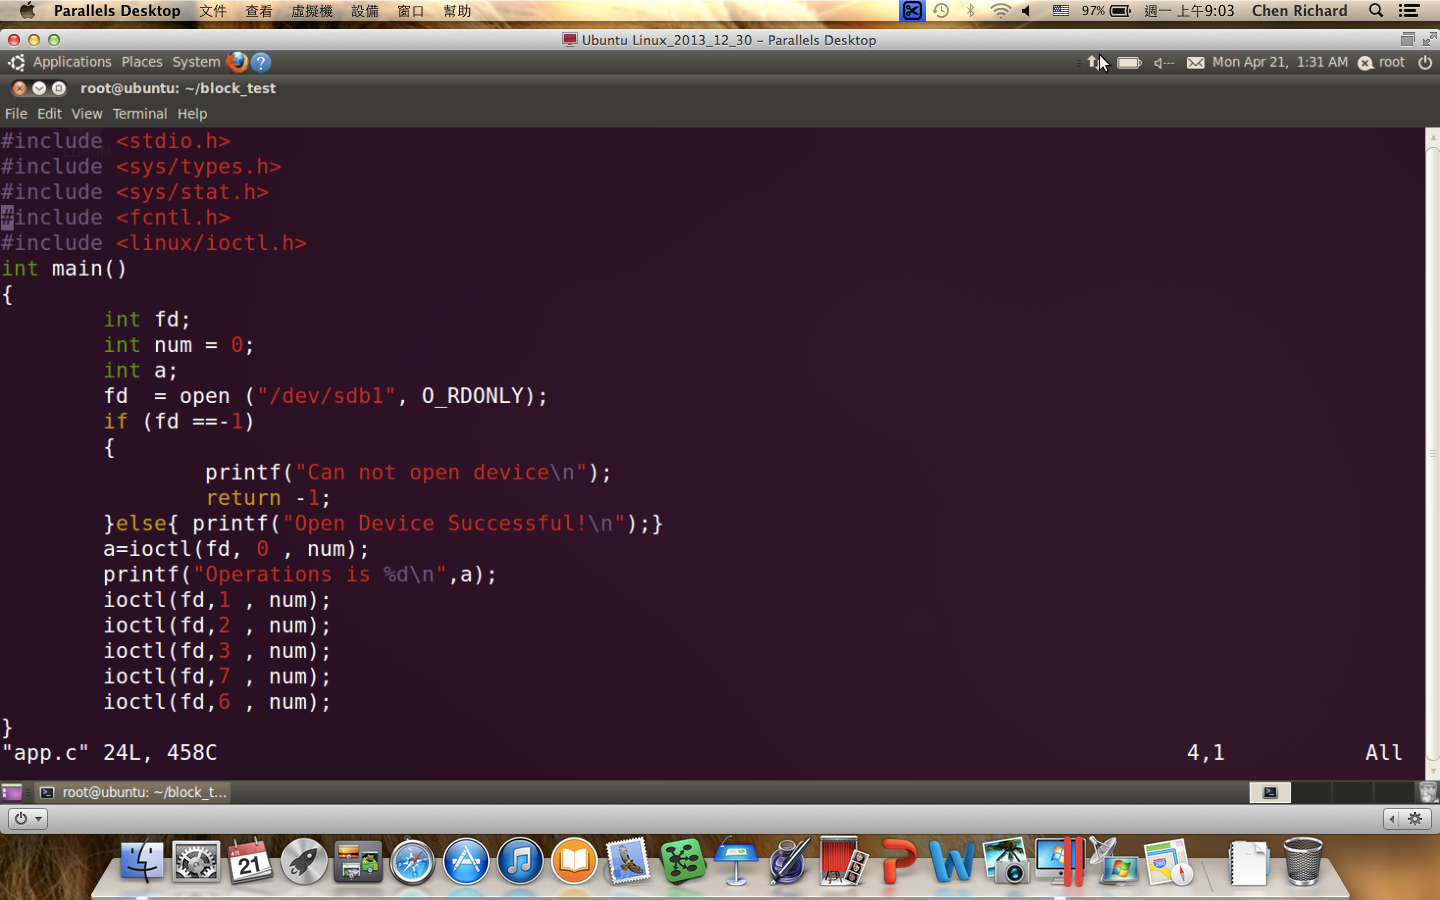 Parallels Desktop 文件 查看 虛擬機 設備 窗口 幫助 97% 週一 上午9:03 Chen Richard
Ubuntu Linux_2013_12_30 – Parallels Desktop
Applications Places System ? Mon Apr 21, 1:31 AM root
root@ubuntu: ~/block_test
File Edit View Terminal Help
#include <stdio.h>
#include <sys/types.h>
#include <sys/stat.h>
#include <fcntl.h>
#include <linux/ioctl.h>
int main()
{
int fd;
int num = 0;
int a;
fd  = open ("/dev/sdb1", O_RDONLY);
if (fd ==-1)
{
printf("Can not open device\n");
return -1;
}else{ printf("Open Device Successful!\n");}
a=ioctl(fd, 0 , num);
printf("Operations is %d\n",a);
ioctl(fd,1 , num);
ioctl(fd,2 , num);
ioctl(fd,3 , num);
ioctl(fd,7 , num);
ioctl(fd,6 , num);
}
"app.c" 24L, 458C 4,1 All
root@ubuntu: ~/block_t...
21